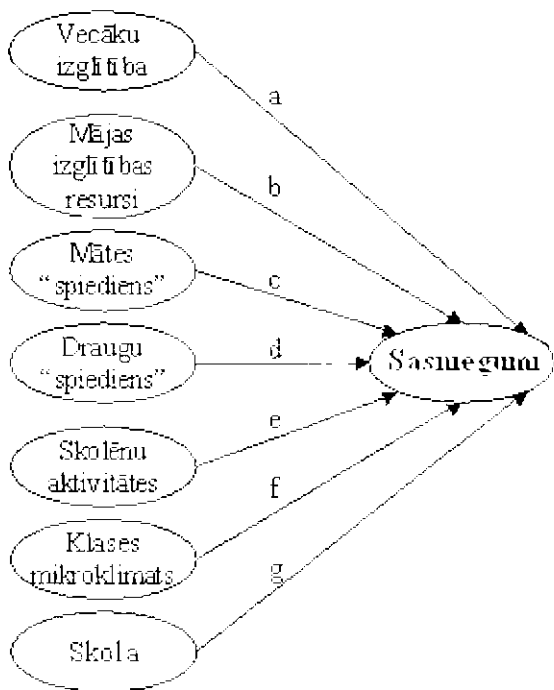 Vecāku
izglītība
a
Mājas
izglītības
resursi
b
Mātes
“spiediens”
c
Draugu
“spiediens”
d
Sasniegumi
Skolēnu
aktivitātes
e
Klases
mikroklimats
f
Skola
g